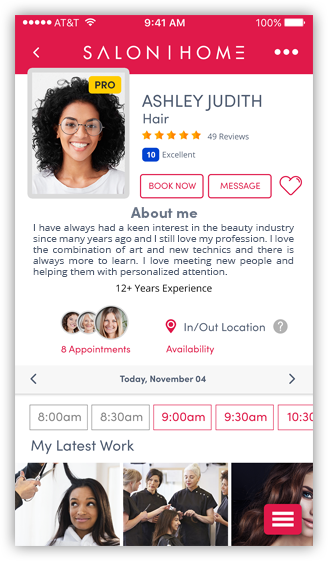 AT&T 9:41 AM 100%
SALON|HOME
PRO
ASHLEY JUDITH
Hair
49 Reviews
10 Excellent
BOOK NOW MESSAGE
About me
I have always had a keen interest in the beauty industry
since many years ago and I still love my profession. I love
the combination of art and new technics and there is
always more to learn. I love meeting new people and
helping them with personalized attention.
12+ Years Experience
In/Out Location ?
8 Appointments Availability
Today, November 04
8:00am 8:30am 9:00am 9:30am 10:30
My Latest Work